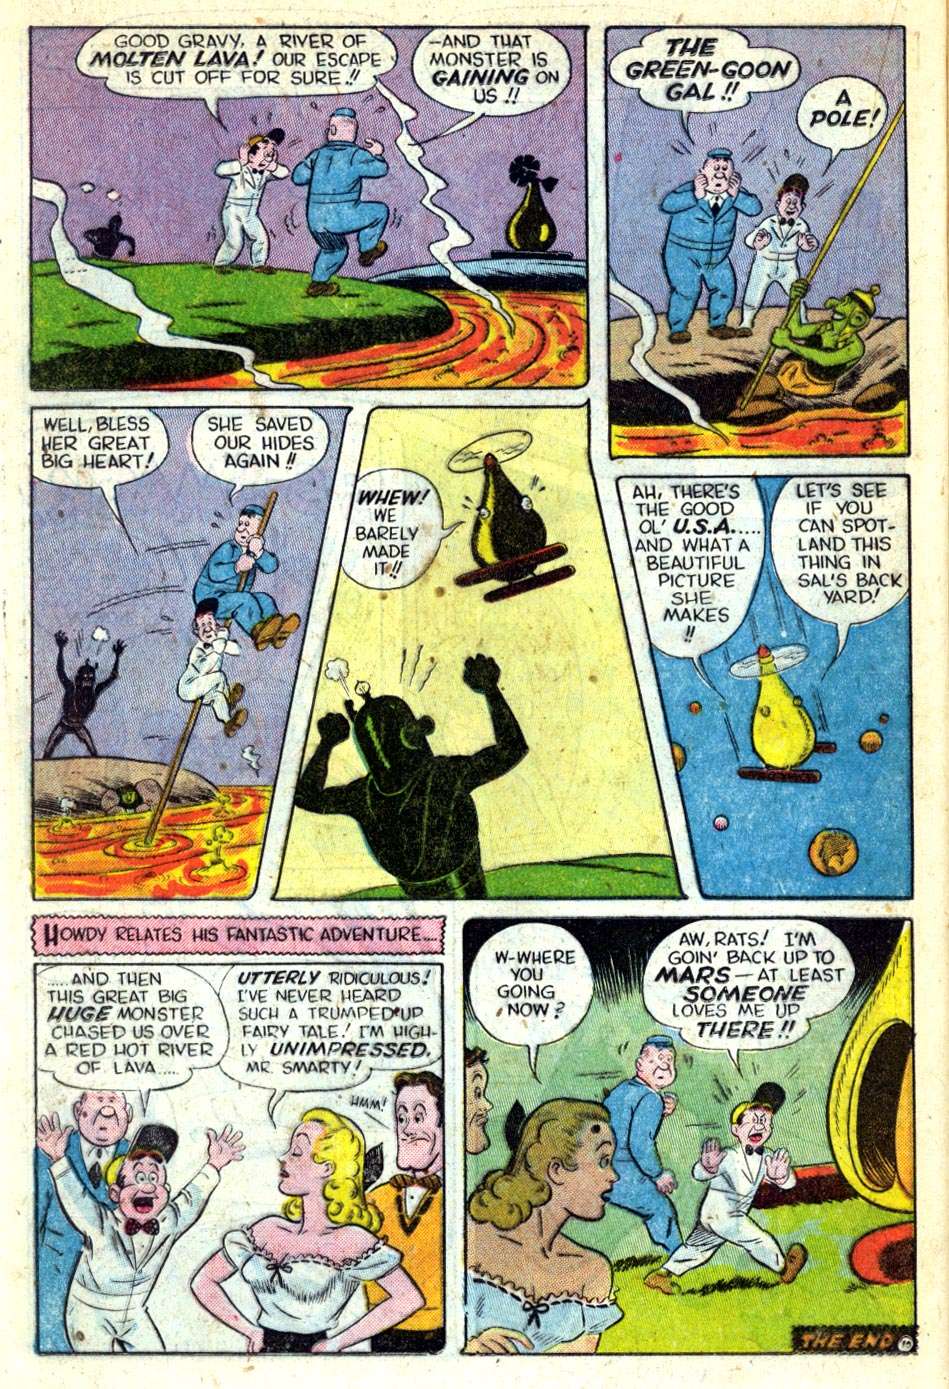 GOOD GRAVY, A RIVER OF
MOLTEN LAVA! OUR ESCAPE
IS CUT OFF FOR SURE!!
—AND THAT
MONSTER IS
GAINING ON
US!!
THE
GREEN-GOON
GAL!!
A
POLE!
WELL, BLESS
HER GREAT
BIG HEART!
SHE SAVED
OUR HIDES
AGAIN!!
WHEW!
WE
BARELY
MADE
IT!!
AH, THERE'S
THE GOOD
OL' U.S.A.....
AND WHAT A
BEAUTIFUL
PICTURE
SHE
MAKES
!!
LET'S SEE
IF YOU
CAN SPOT-
LAND THIS
THING IN
SAL'S BACK
YARD!
HOWDY RELATES HIS FANTASTIC ADVENTURE....
.....AND THEN
THIS GREAT BIG
HUGE MONSTER
CHASED US OVER
A RED HOT RIVER
OF LAVA.....
UTTERLY RIDICULOUS!
I'VE NEVER HEARD
SUCH A TRUMPED UP
FAIRY TALE! I'M HIGH-
LY UNIMPRESSED,
MR. SMARTY!
HMM!
W-WHERE
YOU
GOING
NOW?
AW, RATS! I'M
GOIN' BACK UP TO
MARS — AT LEAST
SOMEONE
LOVES ME UP
THERE!!
THE END
10